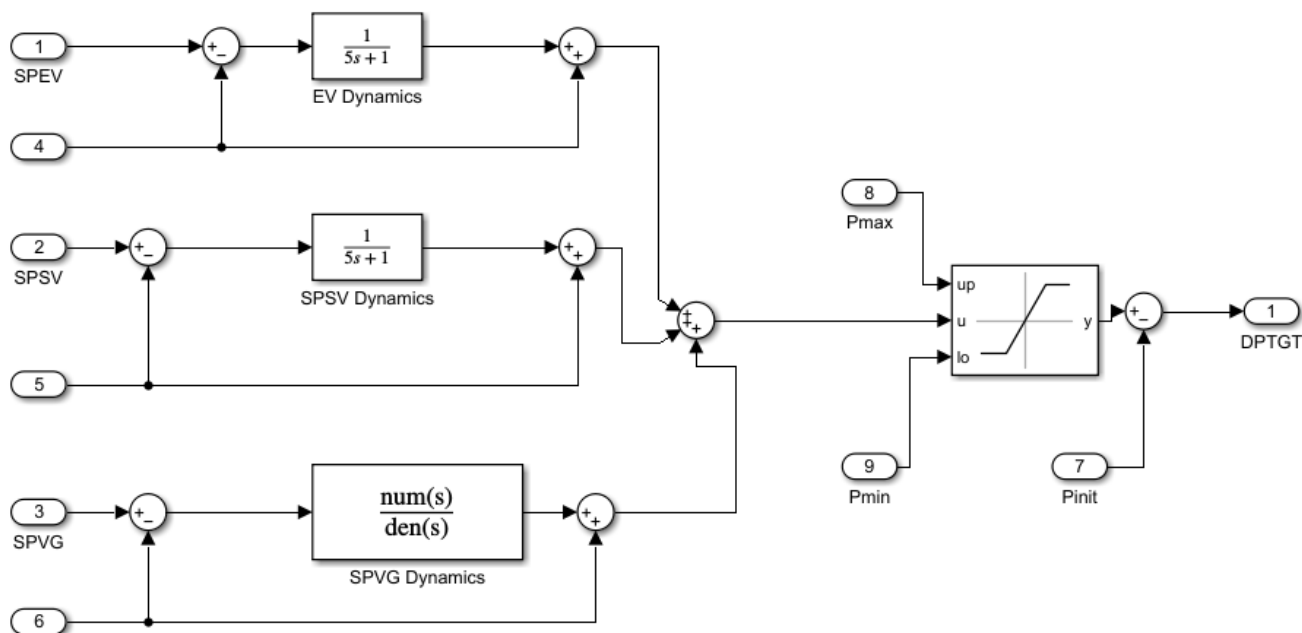 1
SPEV
+
-
1
5s + 1
EV Dynamics
+
+
4
2
SPSV
+
-
1
5s + 1
SPSV Dynamics
+
+
5
3
SPVG
+
-
num(s)
den(s)
SPVG Dynamics
+
+
6
+
+
+
8
Pmax
up
u
lo
y
9
Pmin
+
-
7
Pinit
1
DPTGT